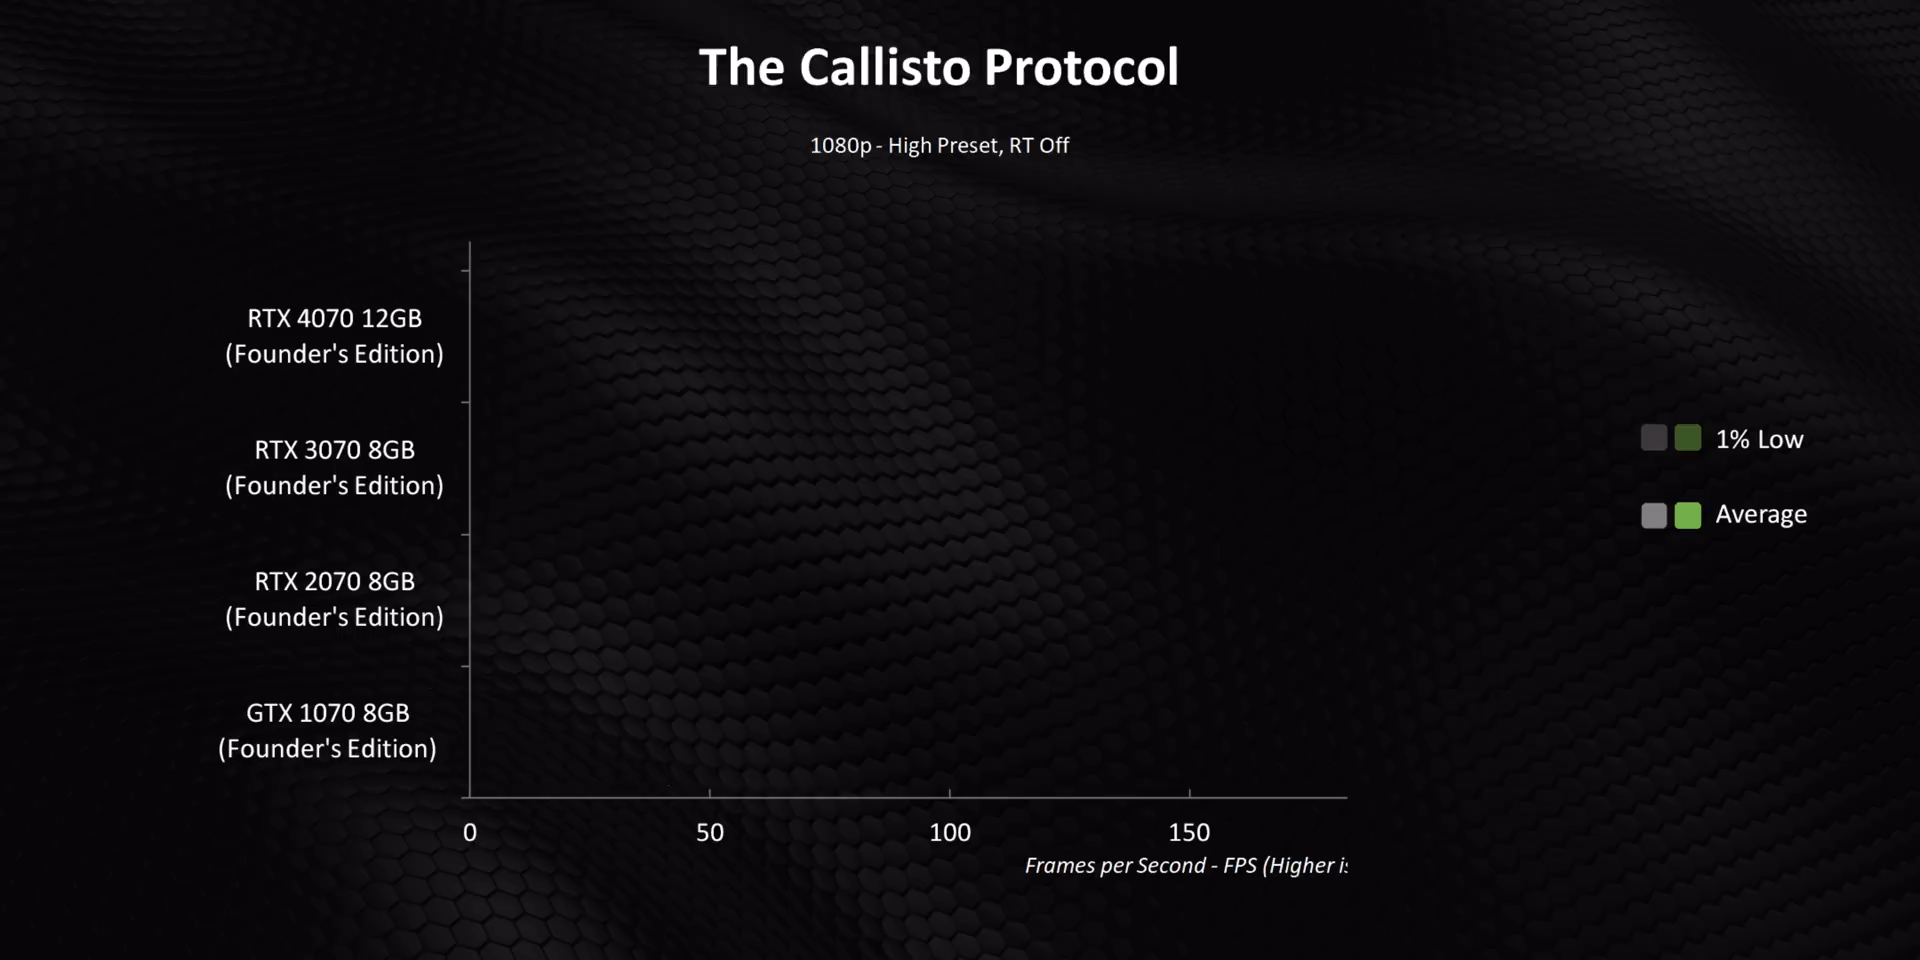 The Callisto Protocol
1080p - High Preset, RT Off
RTX 4070 12GB
(Founder's Edition)
RTX 3070 8GB
(Founder's Edition)
RTX 2070 8GB
(Founder's Edition)
GTX 1070 8GB
(Founder's Edition)
1% Low
Average
0 50 100 150
Frames per Second - FPS (Higher is